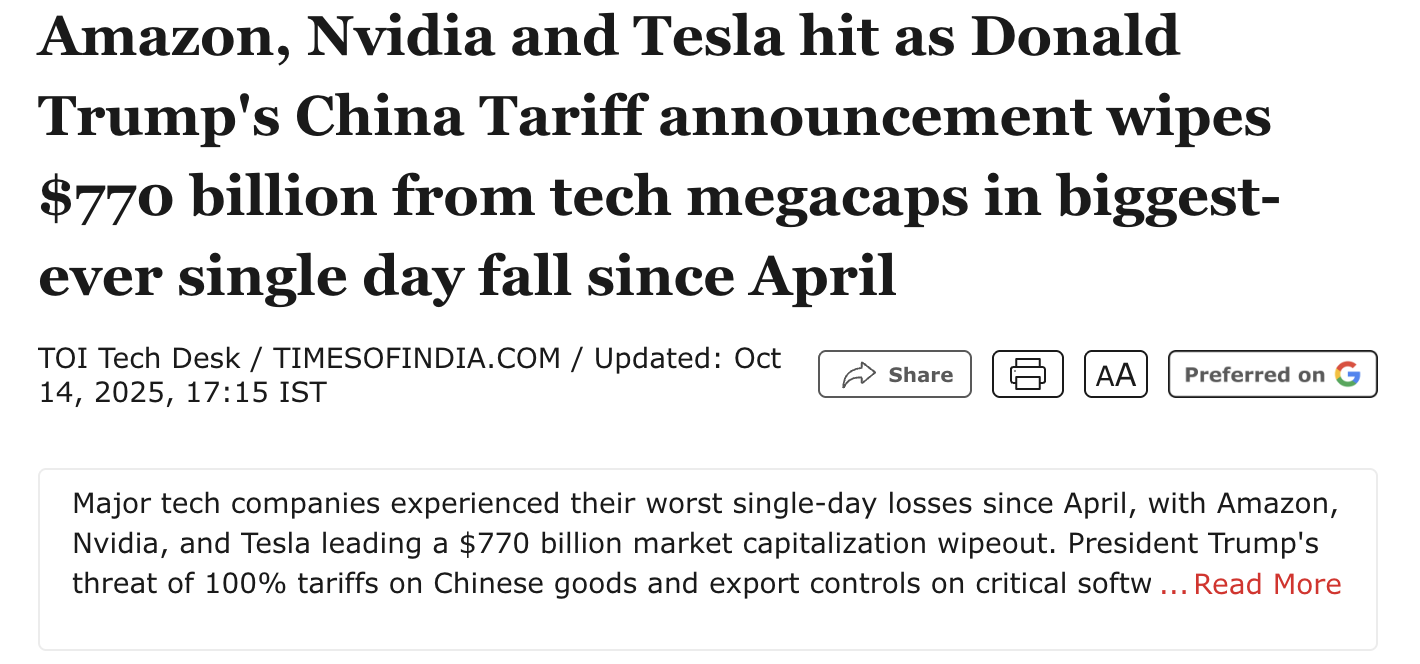 Amazon, Nvidia and Tesla hit as Donald
Trump's China Tariff announcement wipes
$770 billion from tech megacaps in biggest-
ever single day fall since April
TOI Tech Desk / TIMESOFINDIA.COM / Updated: Oct
14, 2025, 17:15 IST
Share
AA
Preferred on G
Major tech companies experienced their worst single-day losses since April, with Amazon,
Nvidia, and Tesla leading a $770 billion market capitalization wipeout. President Trump's
threat of 100% tariffs on Chinese goods and export controls on critical softw ... Read More